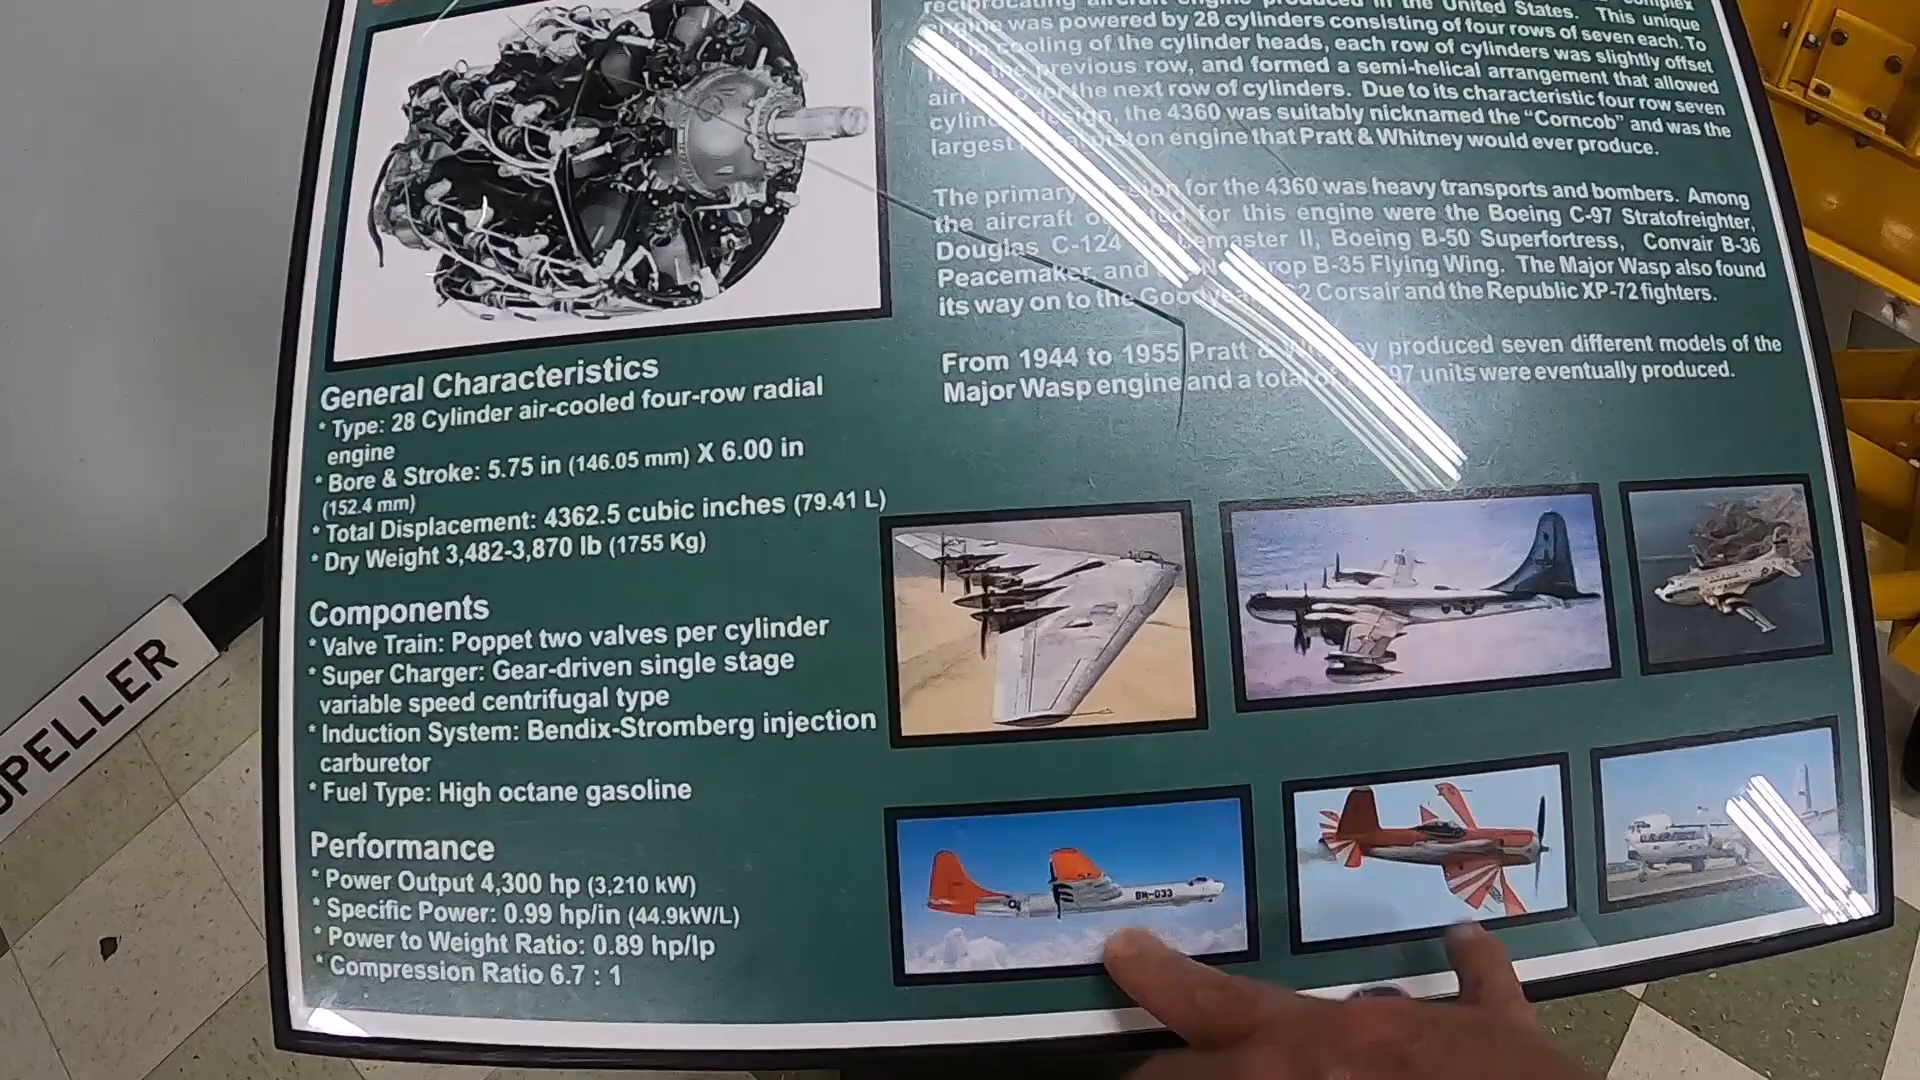 reciprocating aircraft engine produced in the United States. This unique
engine was powered by 28 cylinders consisting of four rows of seven each. To
cooling of the cylinder heads, each row of cylinders was slightly offset
the previous row, and formed a semi-helical arrangement that allowed
over the next row of cylinders. Due to its characteristic four row seven
design, the 4360 was suitably nicknamed the "Corncob" and was the
largest piston engine that Pratt & Whitney would ever produce.
The primary for the 4360 was heavy transports and bombers. Among
the aircraft for this engine were the Boeing C-97 Stratofreighter,
Douglas C-124 II, Boeing B-50 Superfortress, Convair B-36
Peacemaker, and B-35 Flying Wing. The Major Wasp also found
its way on to the Goodyear Corsair and the Republic XP-72 fighters.
From 1944 to 1955 Pratt & Whitney produced seven different models of the
Major Wasp engine and a total of units were eventually produced.
General Characteristics
* Type: 28 Cylinder air-cooled four-row radial
engine
* Bore & Stroke: 5.75 in (146.05 mm) X 6.00 in
(152.4 mm)
* Total Displacement: 4362.5 cubic inches (79.41 L)
* Dry Weight 3,482-3,870 lb (1755 Kg)
Components
* Valve Train: Poppet two valves per cylinder
* Super Charger: Gear-driven single stage
variable speed centrifugal type
* Induction System: Bendix-Stromberg injection
carburetor
* Fuel Type: High octane gasoline
Performance
* Power Output 4,300 hp (3,210 kW)
* Specific Power: 0.99 hp/in (44.9kW/L)
* Power to Weight Ratio: 0.89 hp/lp
* Compression Ratio 6.7 : 1
BM-033
OPELLER